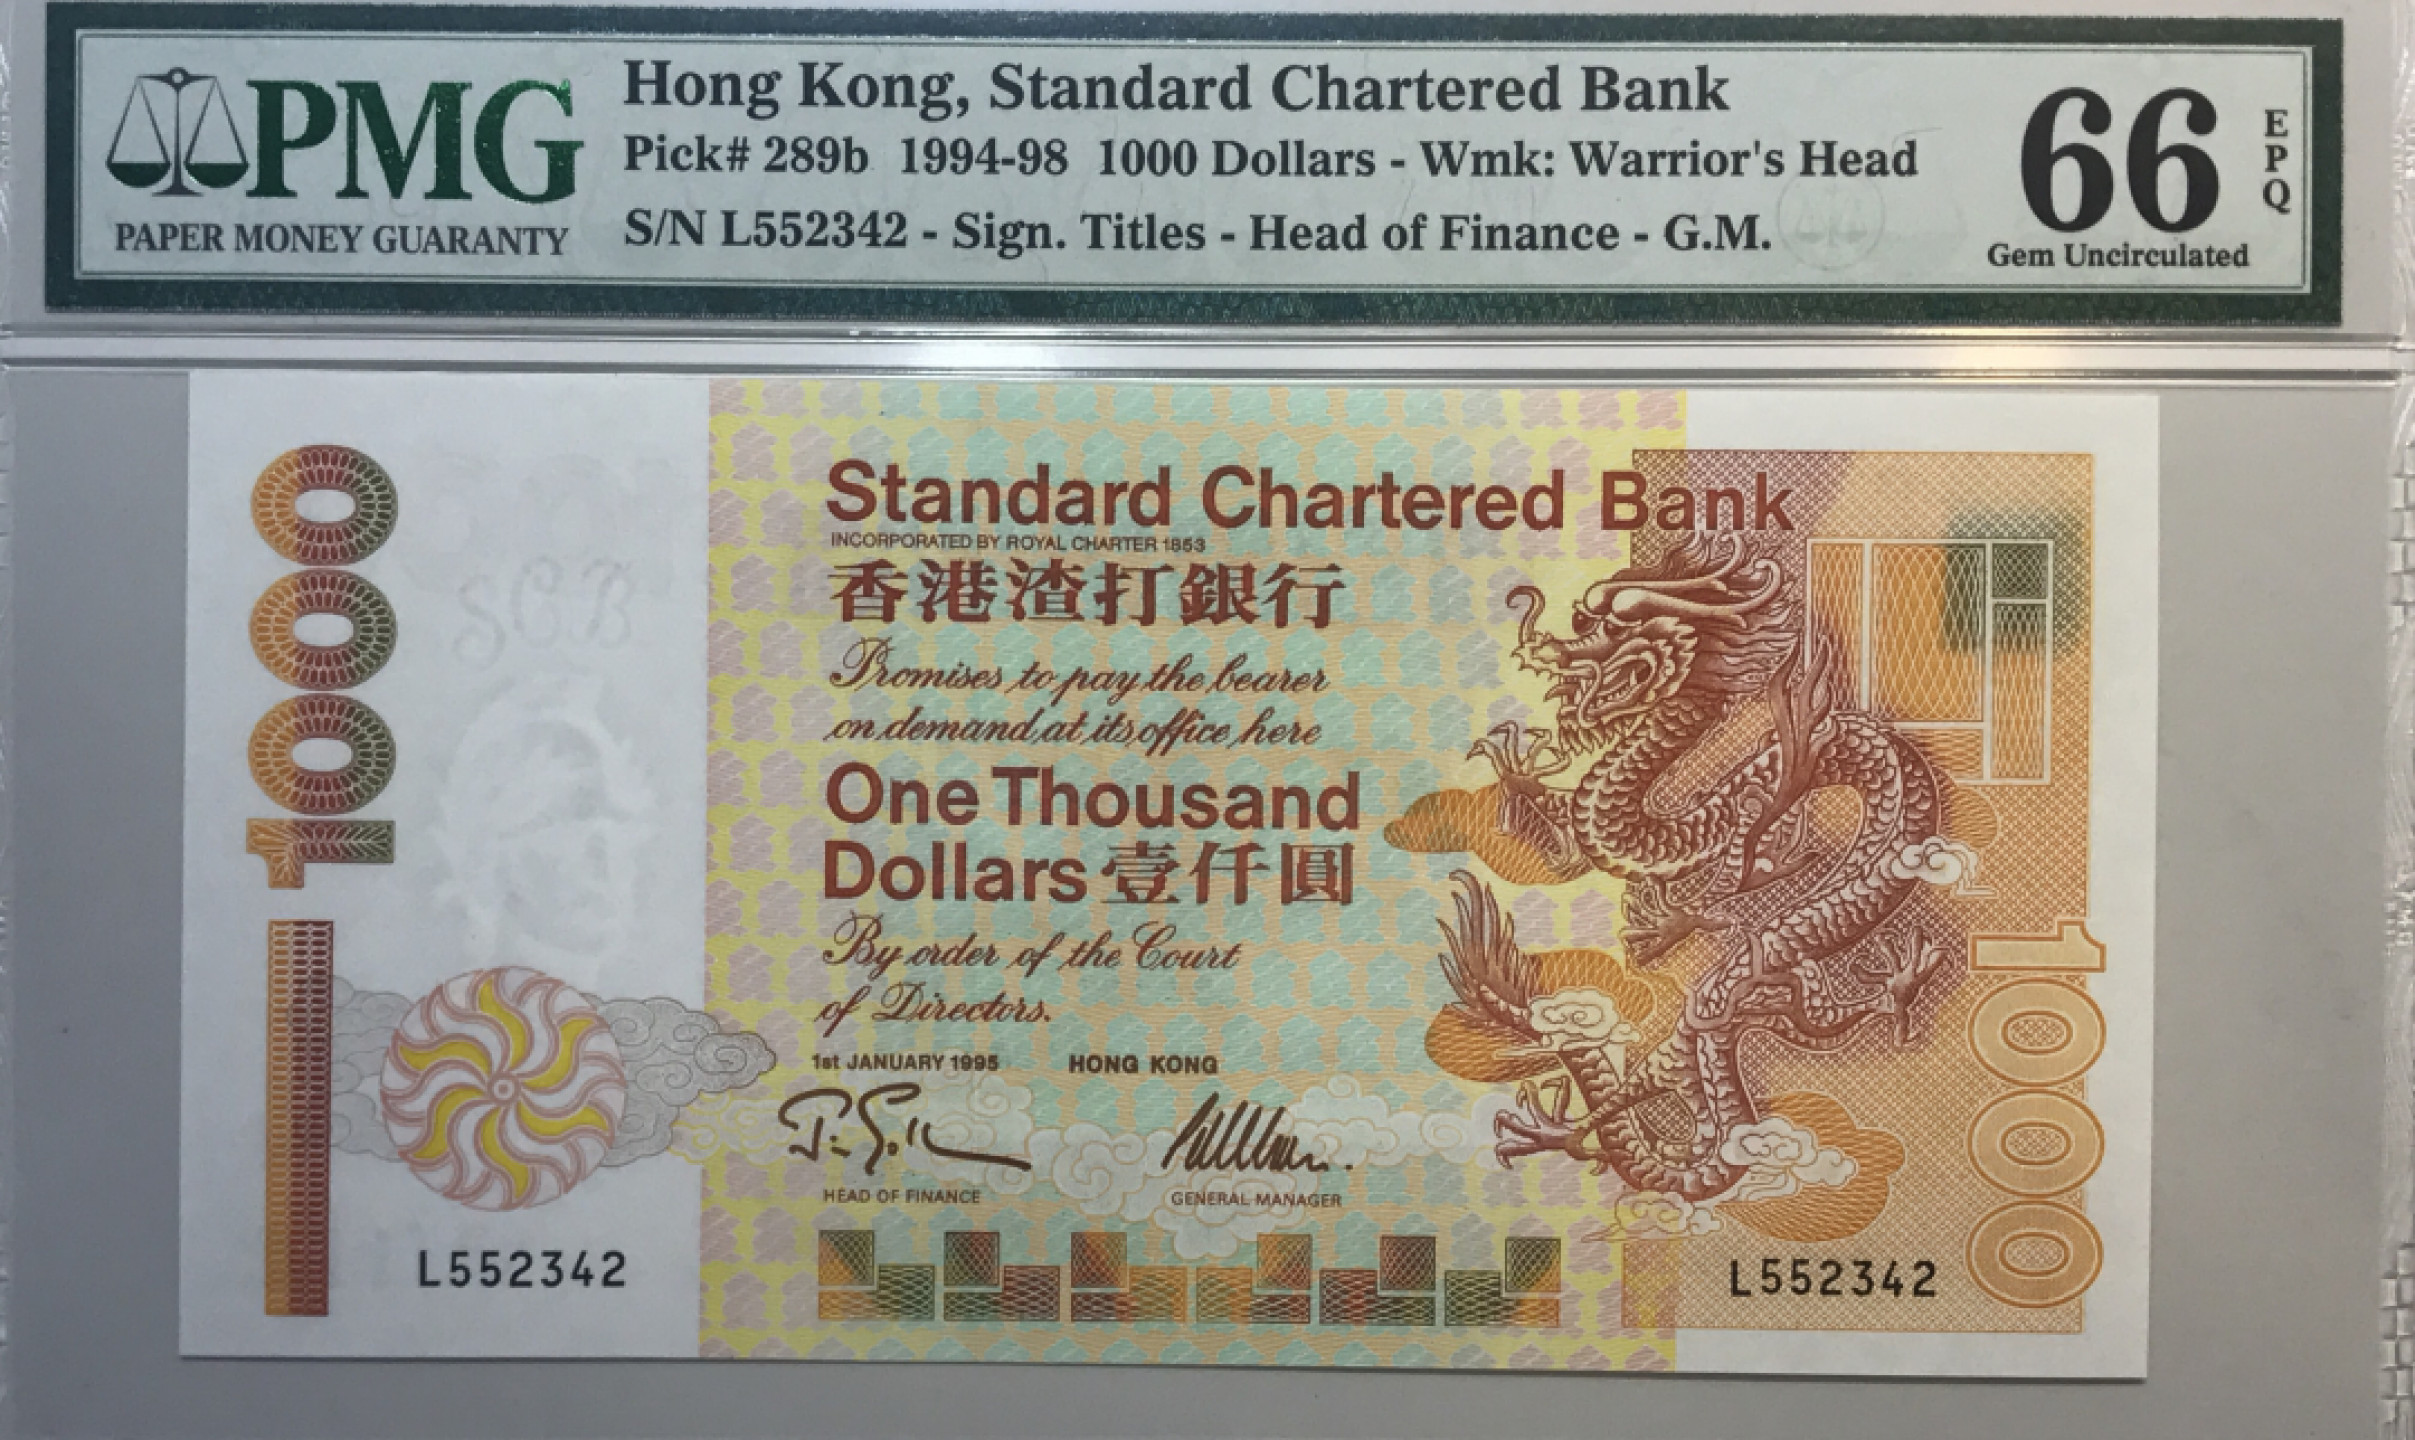 PMG
PAPER MONEY GUARANTY
Hong Kong, Standard Chartered Bank
Pick# 289b 1994-98 1000 Dollars - Wmk: Warrior's Head
S/N L552342 - Sign. Titles - Head of Finance - G.M.
66
EPQ
Gem Uncirculated
1000
SCB
Standard Chartered Bank
INCORPORATED BY ROYAL CHARTER 1853
香港渣打銀行
Promises to pay the bearer
on demand at its office here
One Thousand
Dollars 壹仟圓
By order of the Court
of Directors.
1st JANUARY 1995 HONG KONG
HEAD OF FINANCE GENERAL MANAGER
L552342
L552342
1000